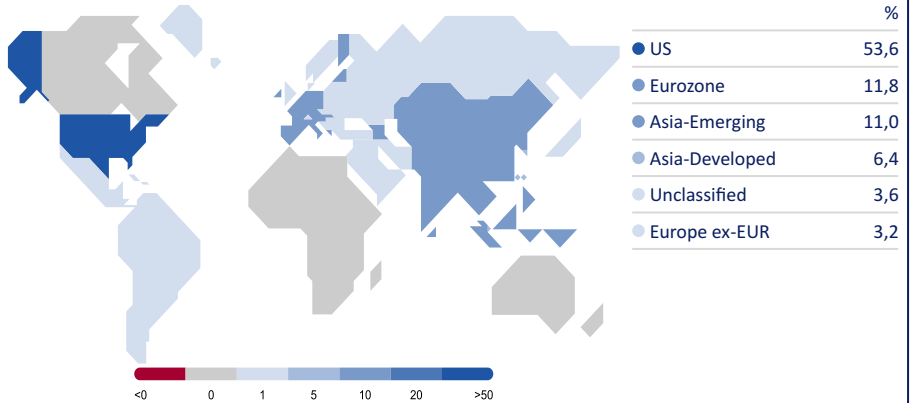 %
US 53,6
Eurozone 11,8
Asia-Emerging 11,0
Asia-Developed 6,4
Unclassified 3,6
Europe ex-EUR 3,2
<0 0 1 5 10 20 >50